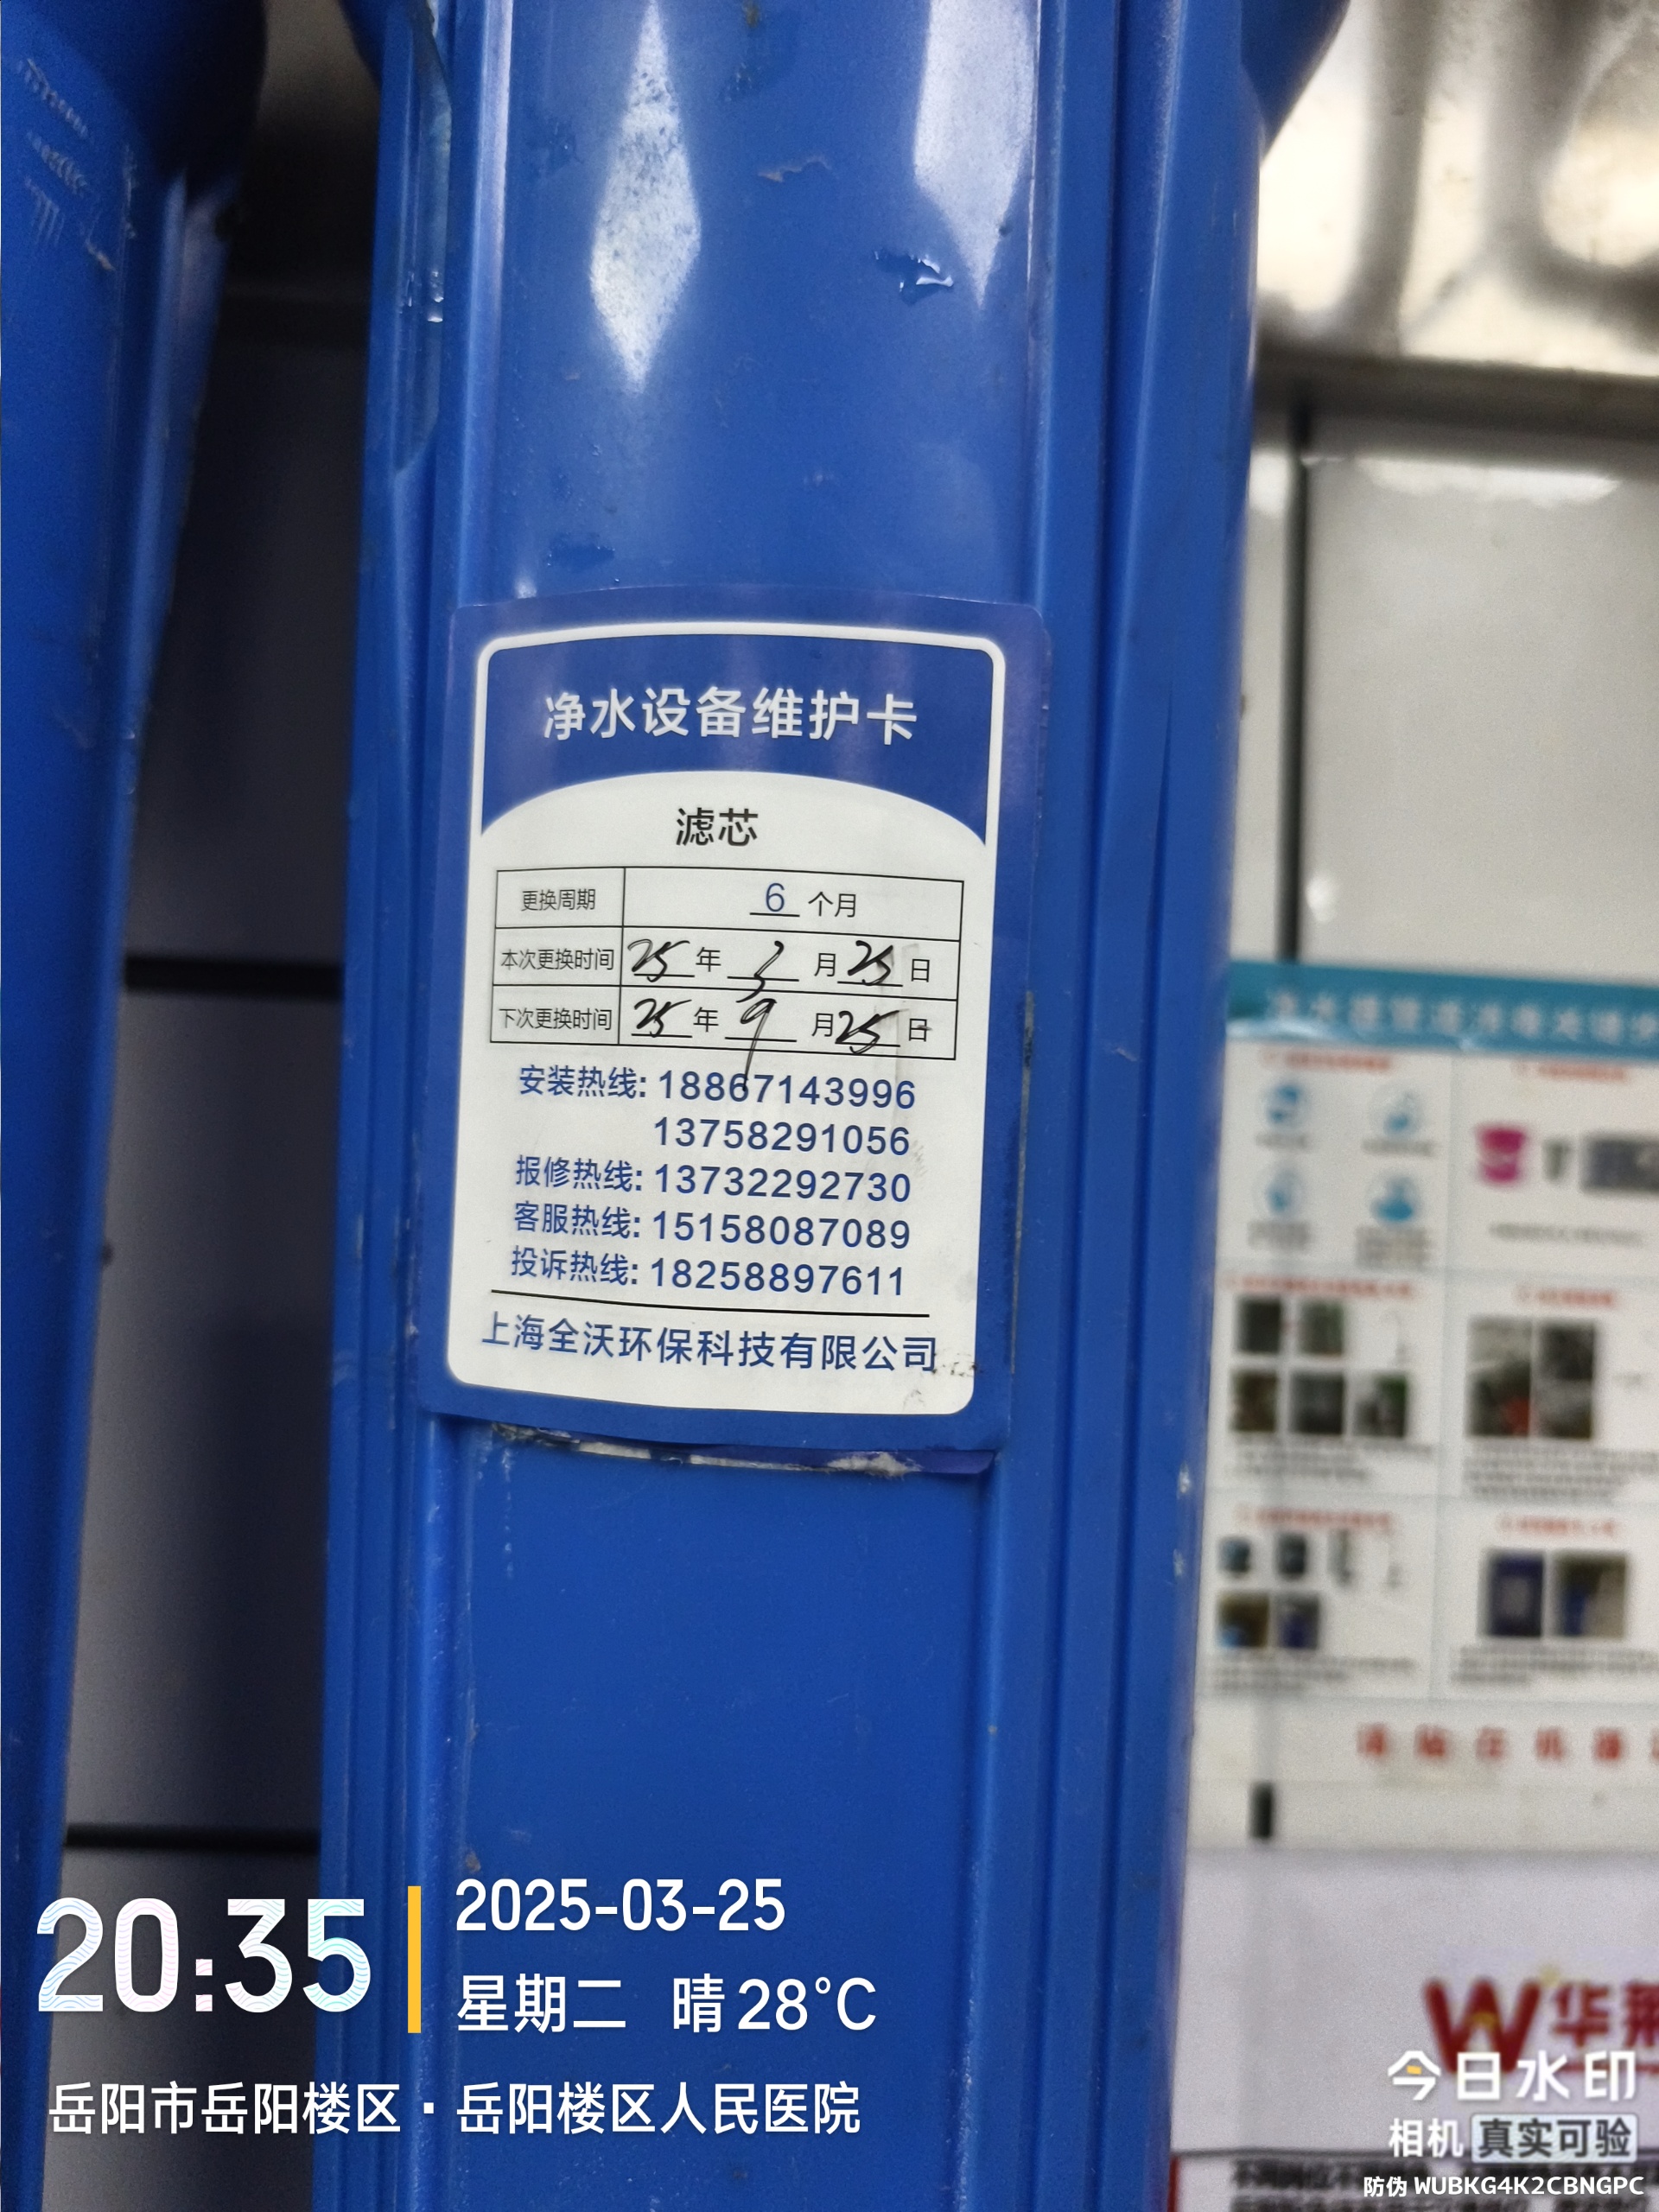 净水设备维护卡
滤芯
更换周期 6 个月
本次更换时间 25 年 3 月 25 日
下次更换时间 25 年 9 月 25 日
安装热线: 18867143996
13758291056
报修热线: 13732292730
客服热线: 15158087089
投诉热线: 18258897611
上海全沃环保科技有限公司
W 华莱
20:35
2025-03-25
星期二 晴 28°C
岳阳市岳阳楼区·岳阳楼区人民医院
今日水印
相机 真实可验
防伪 WUBKG4K2CBNGPC